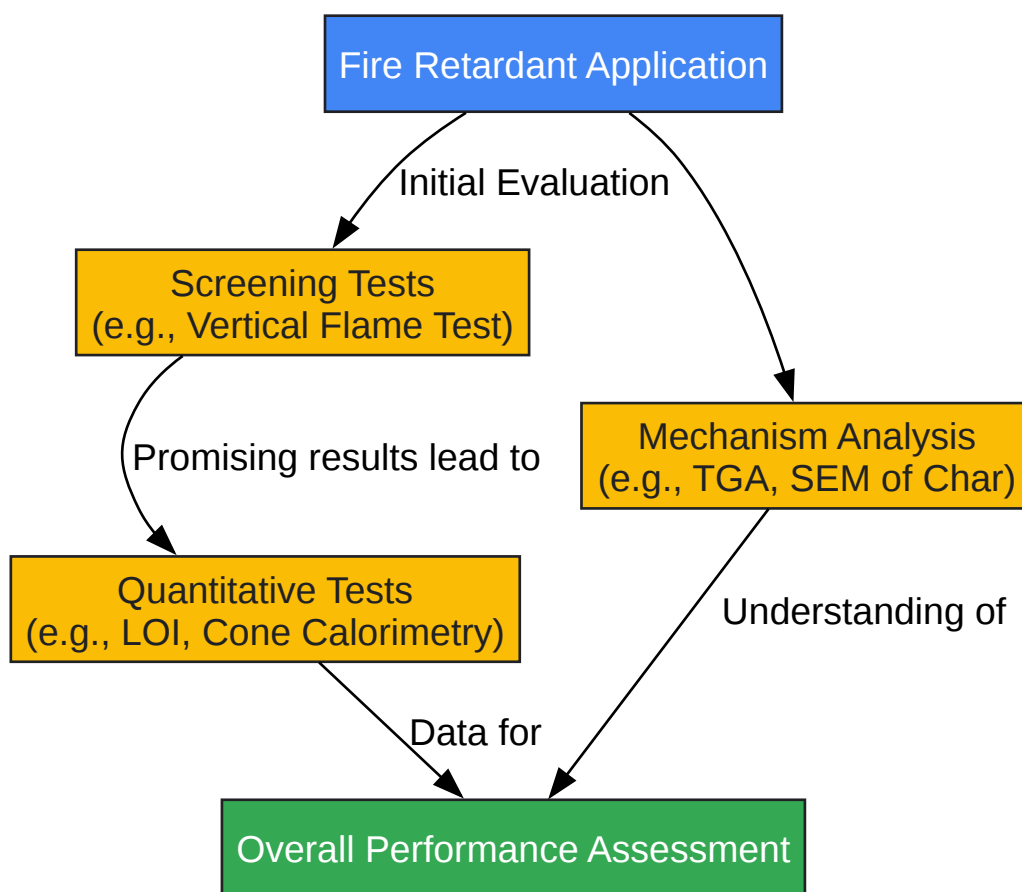 Fire Retardant Application
Initial Evaluation
Screening Tests
(e.g., Vertical Flame Test)
Promising results lead to
Mechanism Analysis
(e.g., TGA, SEM of Char)
Quantitative Tests
(e.g., LOI, Cone Calorimetry)
Understanding of
Data for
Overall Performance Assessment